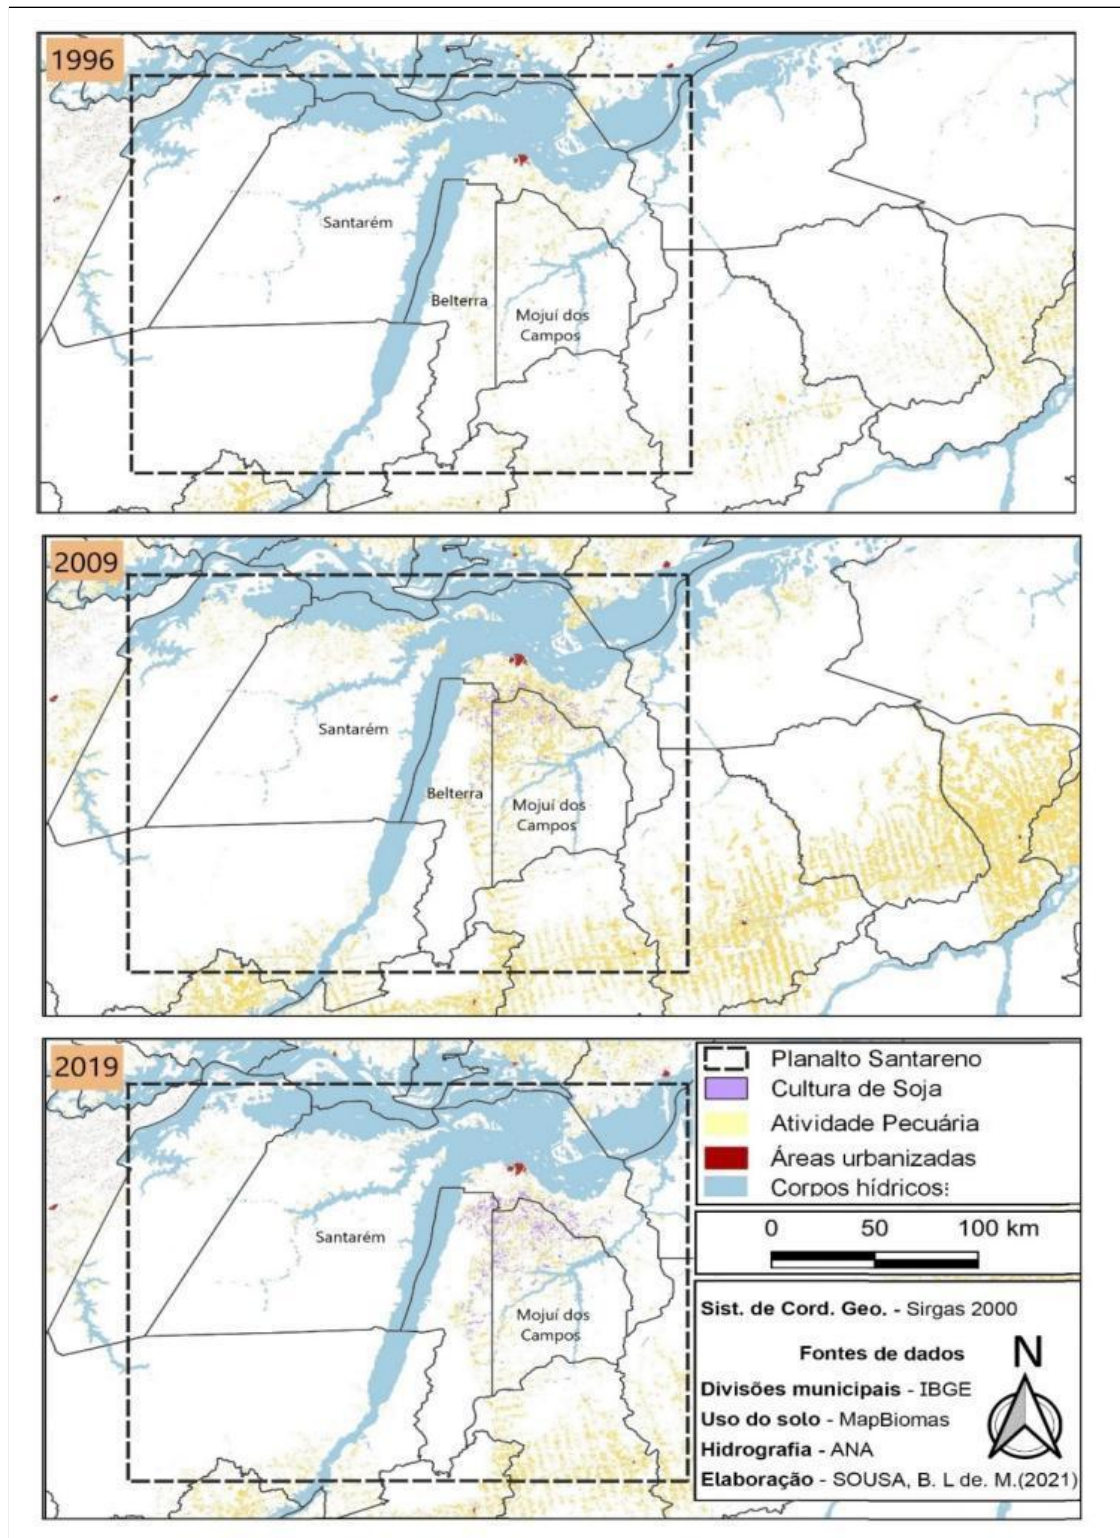 1996
Santarém
Belterra
Mojuí dos
Campos
2009
Santarém
Belterra
Mojuí dos
Campos
2019
Santarém
Mojuí dos
Campos
Planalto Santareno
Cultura de Soja
Atividade Pecuária
Áreas urbanizadas
Corpos hídricos:
0 50 100 km
Sist. de Cord. Geo. - Sirgas 2000
Fontes de dados
N
Divisões municipais - IBGE
Uso do solo - MapBiomas
Hidrografia - ANA
Elaboração - SOUSA, B. L de. M.(2021)